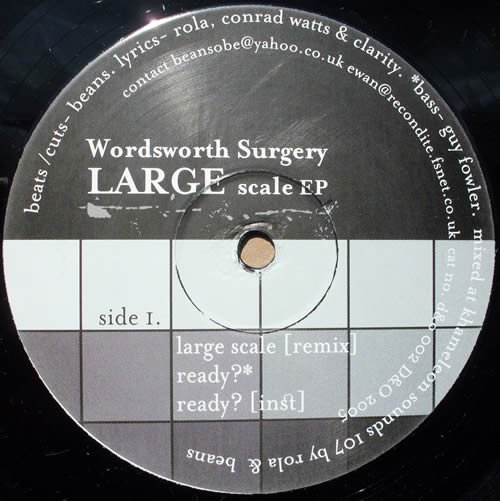 beats /cuts- beans. lyrics- rola, conrad watts & clarity. *bass- guy fowler. mixed at khameleon sounds 107 by rola & beans
contact beansobe@yahoo.co.uk ewan@recondite.fsnet.co.uk cat no. d&o 002 D&O 2005
Wordsworth Surgery
LARGE scale EP
side 1.
large scale [remix]
ready?*
ready? [inst]